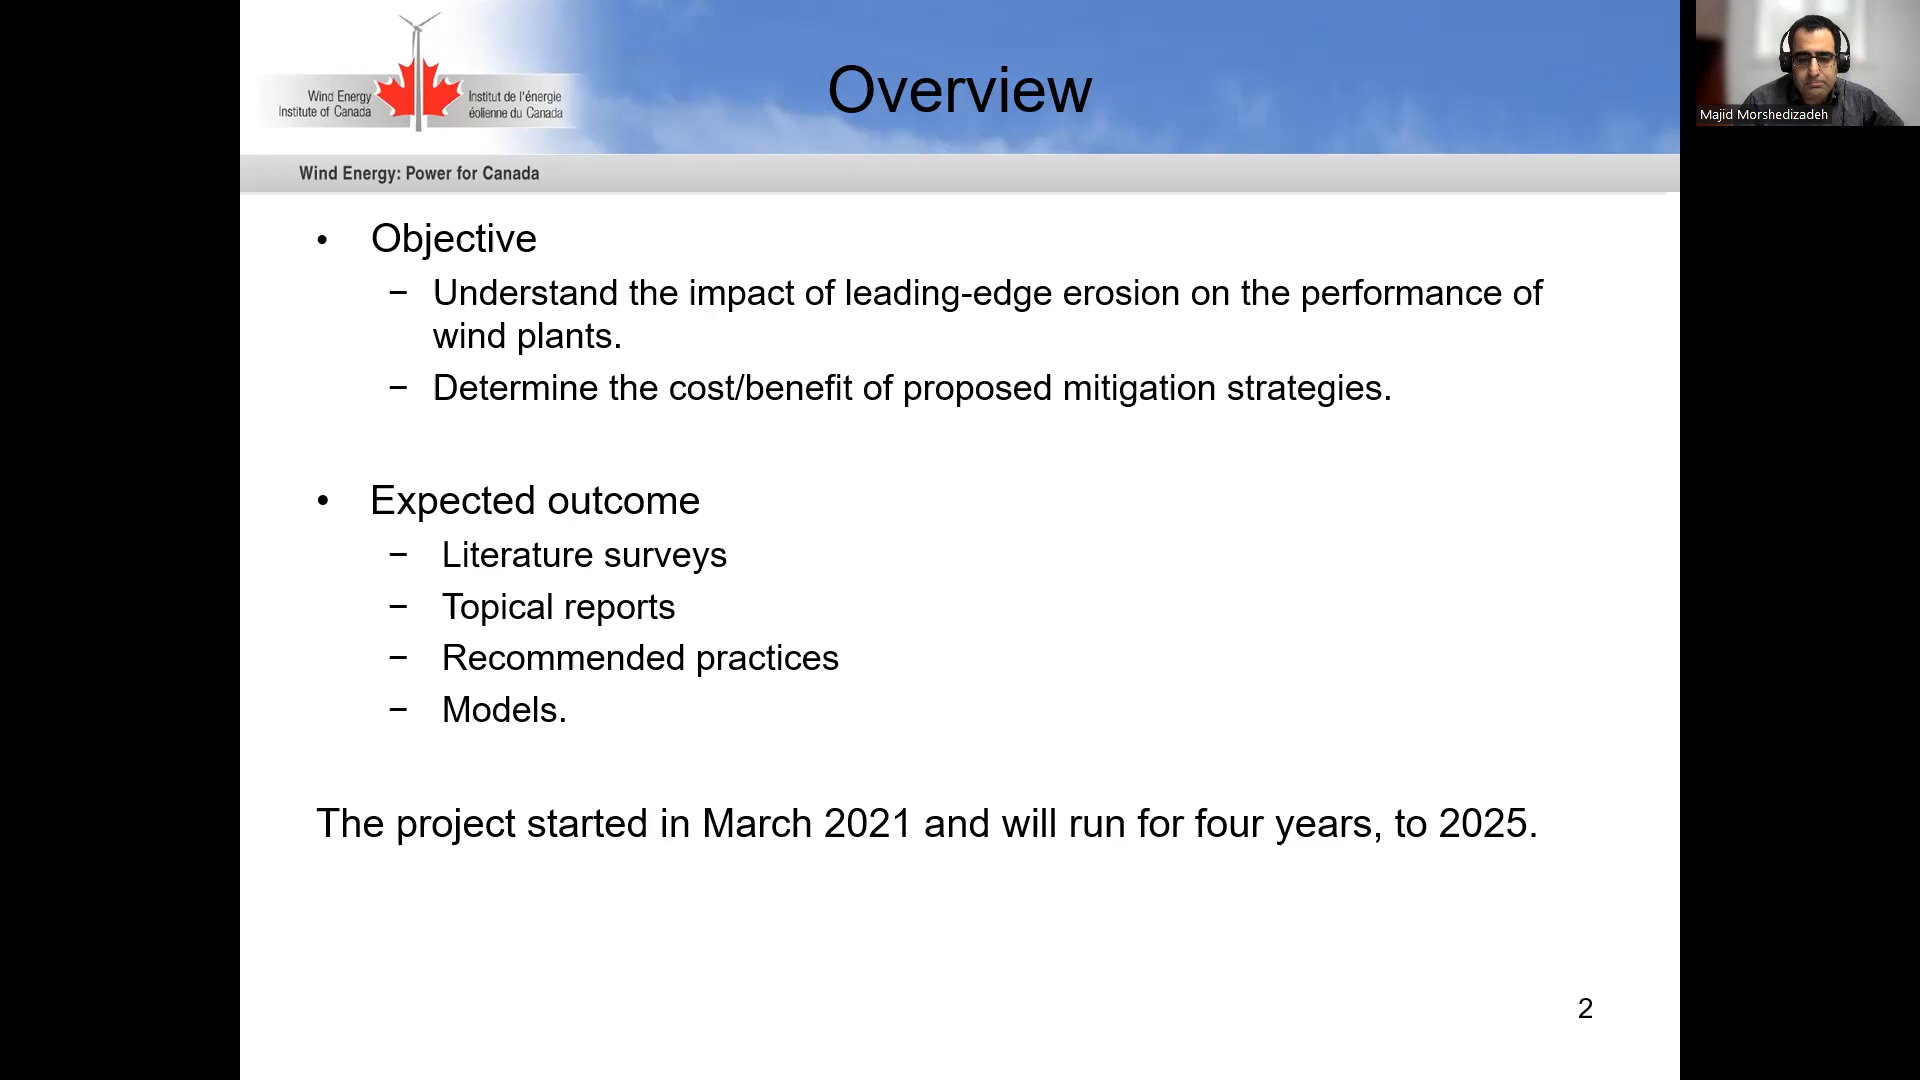 Wind Energy
Institute of Canada
Institut de l'énergie
éolienne du Canada
Overview
Majid Morshedizadeh
Wind Energy: Power for Canada
• Objective
− Understand the impact of leading-edge erosion on the performance of
wind plants.
− Determine the cost/benefit of proposed mitigation strategies.
• Expected outcome
− Literature surveys
− Topical reports
− Recommended practices
− Models.
The project started in March 2021 and will run for four years, to 2025.
2